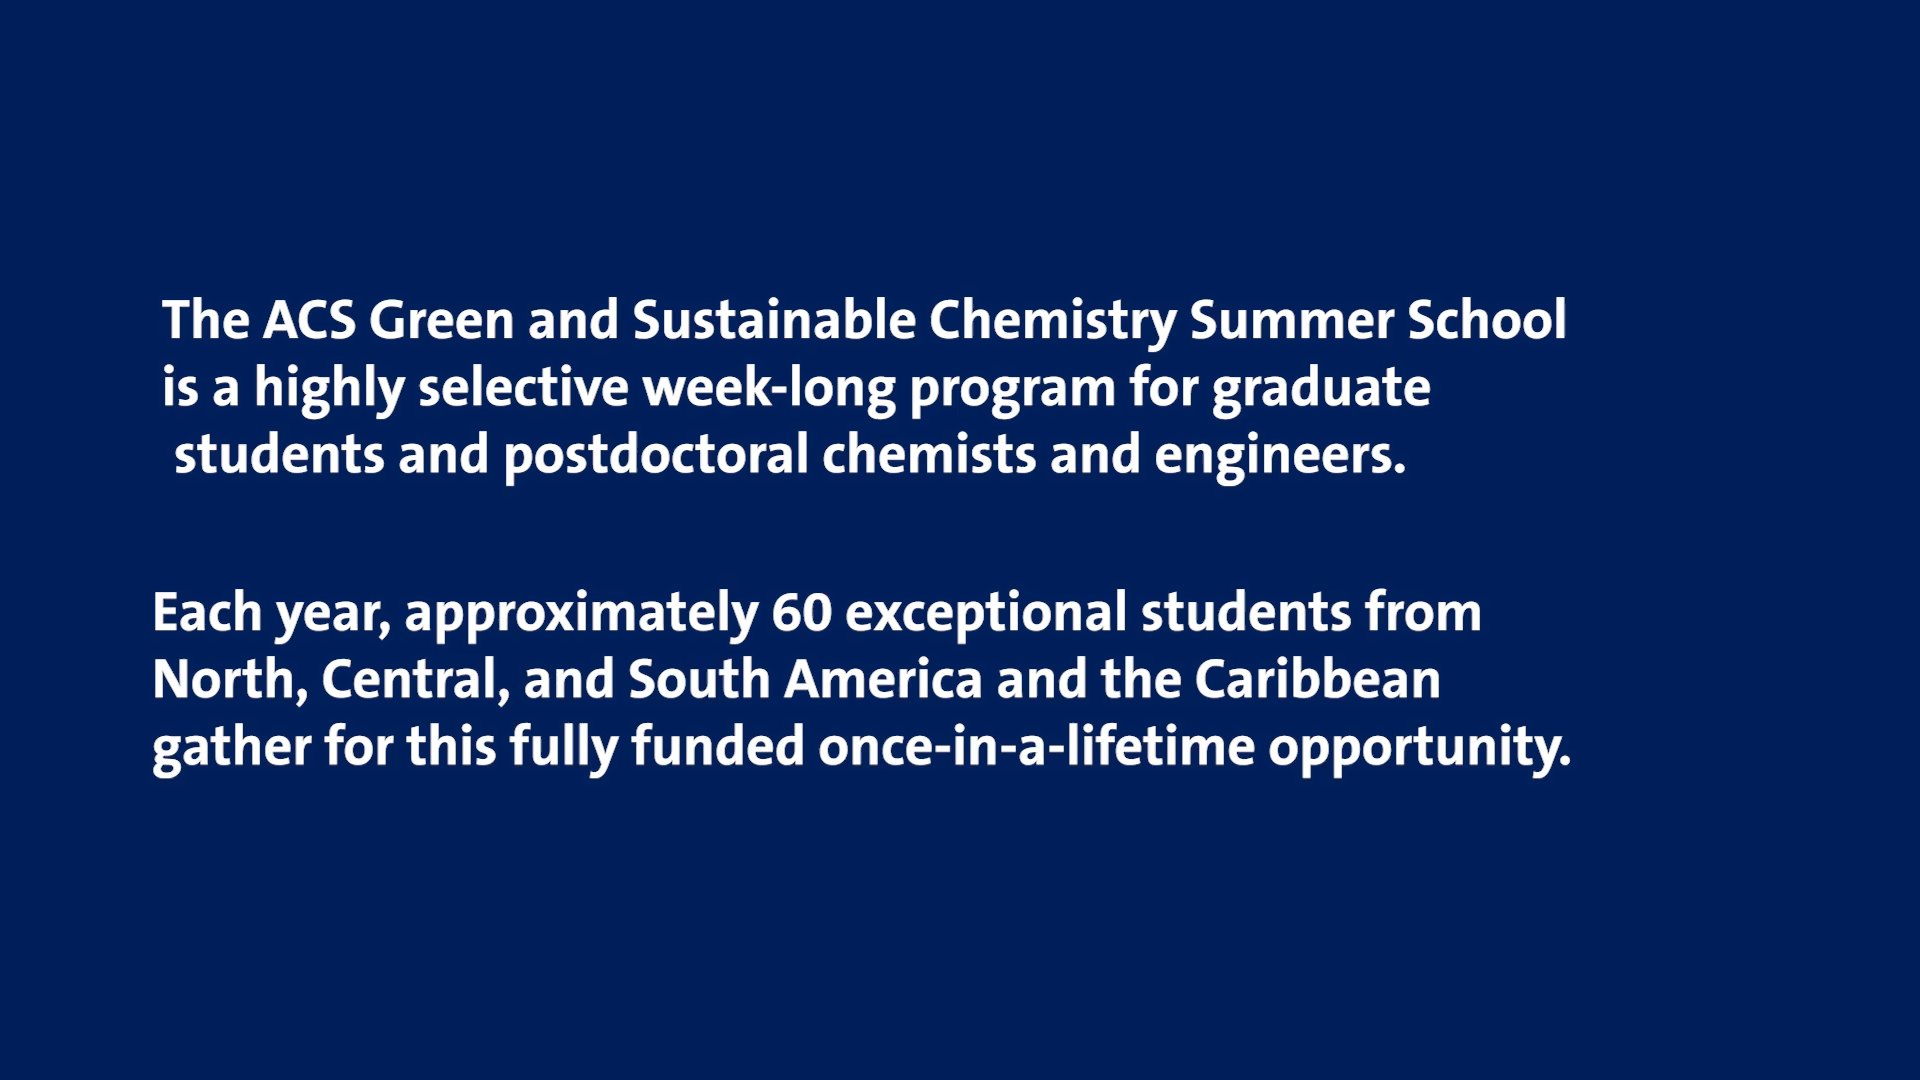 The ACS Green and Sustainable Chemistry Summer School
is a highly selective week-long program for graduate
students and postdoctoral chemists and engineers.
Each year, approximately 60 exceptional students from
North, Central, and South America and the Caribbean
gather for this fully funded once-in-a-lifetime opportunity.